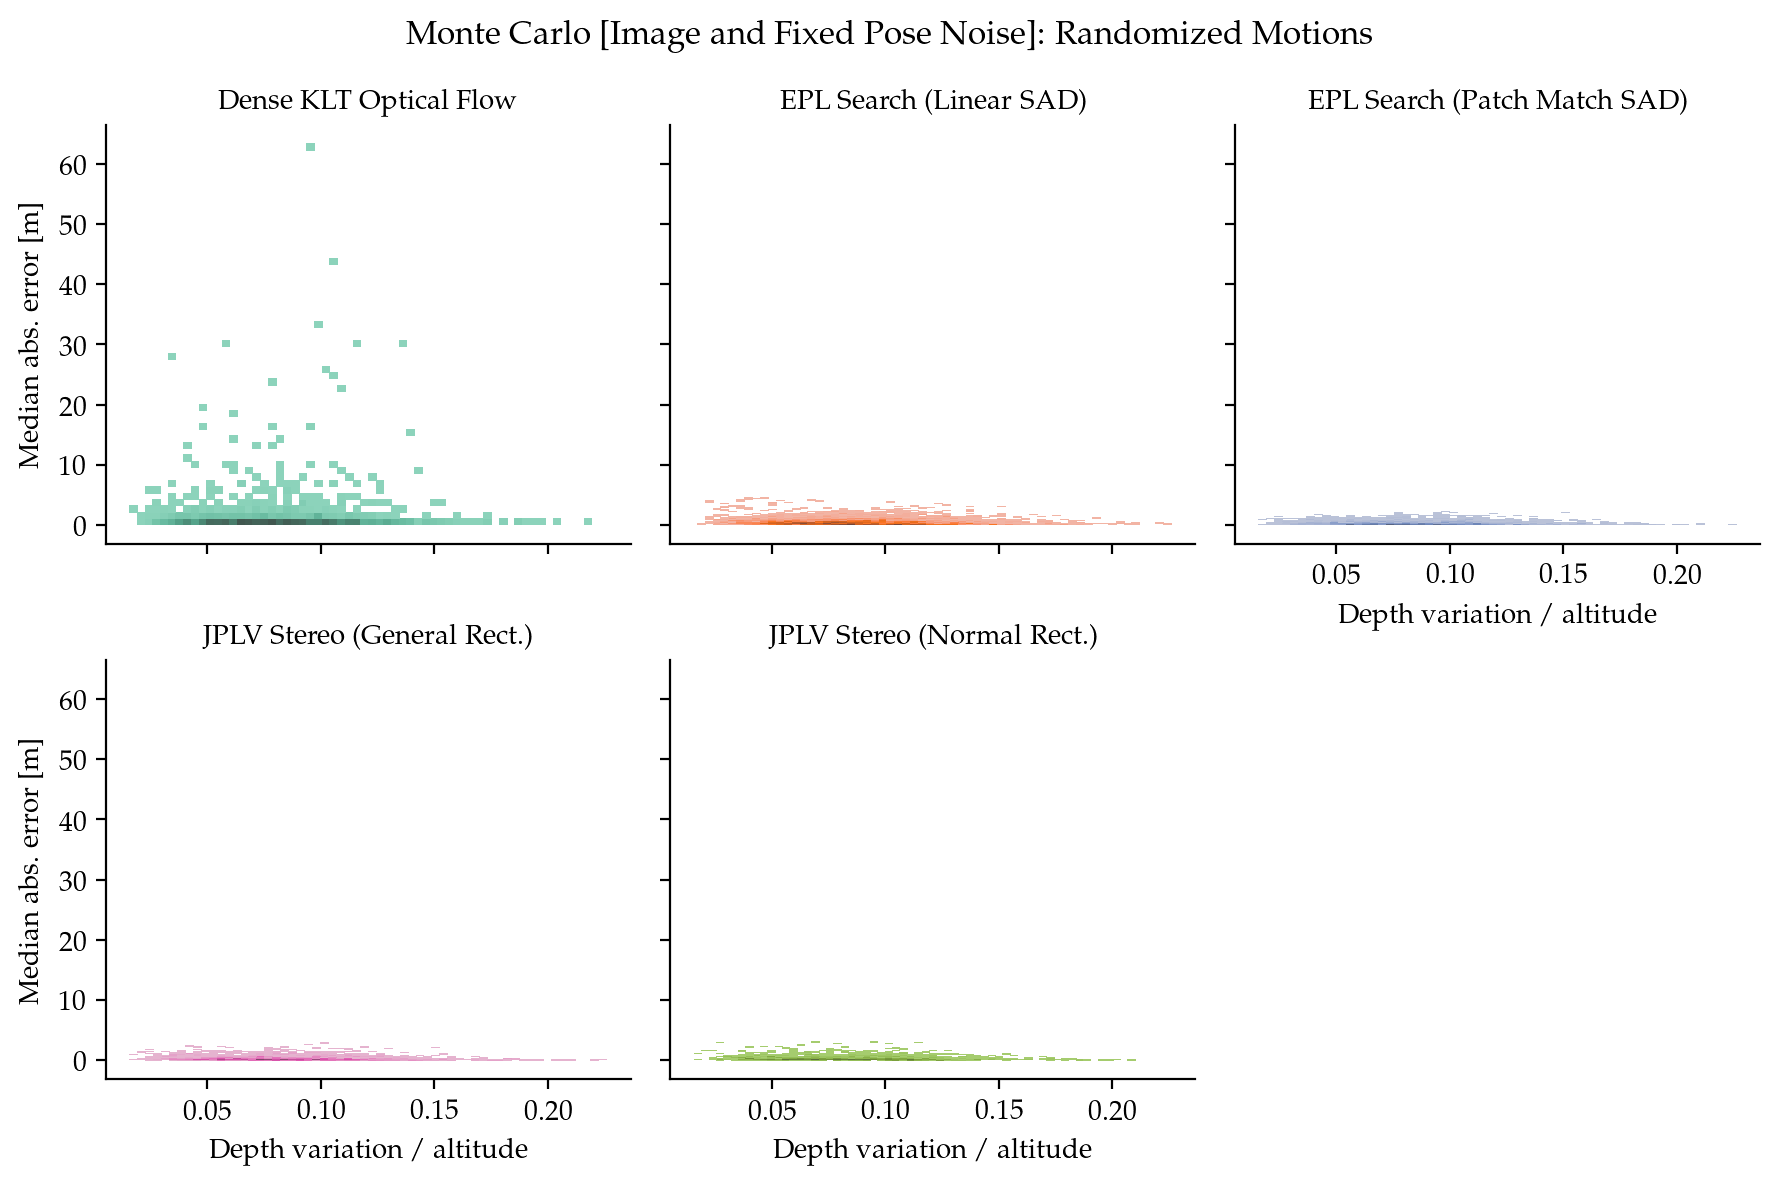 Monte Carlo [Image and Fixed Pose Noise]: Randomized Motions
Dense KLT Optical Flow
EPL Search (Linear SAD)
EPL Search (Patch Match SAD)
Median abs. error [m]
60
50
40
30
20
10
0
0.05 0.10 0.15 0.20
Depth variation / altitude
JPLV Stereo (General Rect.)
JPLV Stereo (Normal Rect.)
Median abs. error [m]
60
50
40
30
20
10
0
0.05 0.10 0.15 0.20
Depth variation / altitude
0.05 0.10 0.15 0.20
Depth variation / altitude